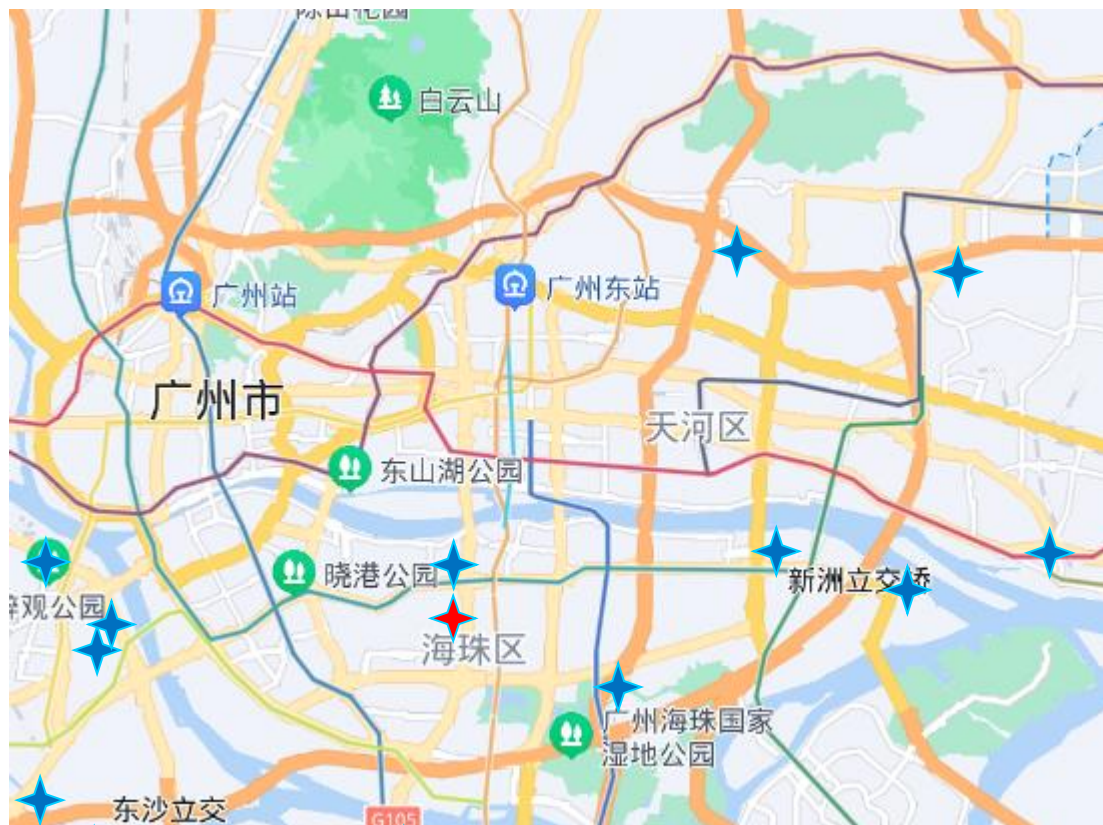 白云山
广州站
广州东站
广州市
天河区
东山湖公园
晓港公园
新洲立交桥
观公园
海珠区
广州海珠国家
湿地公园
东沙立交
G105